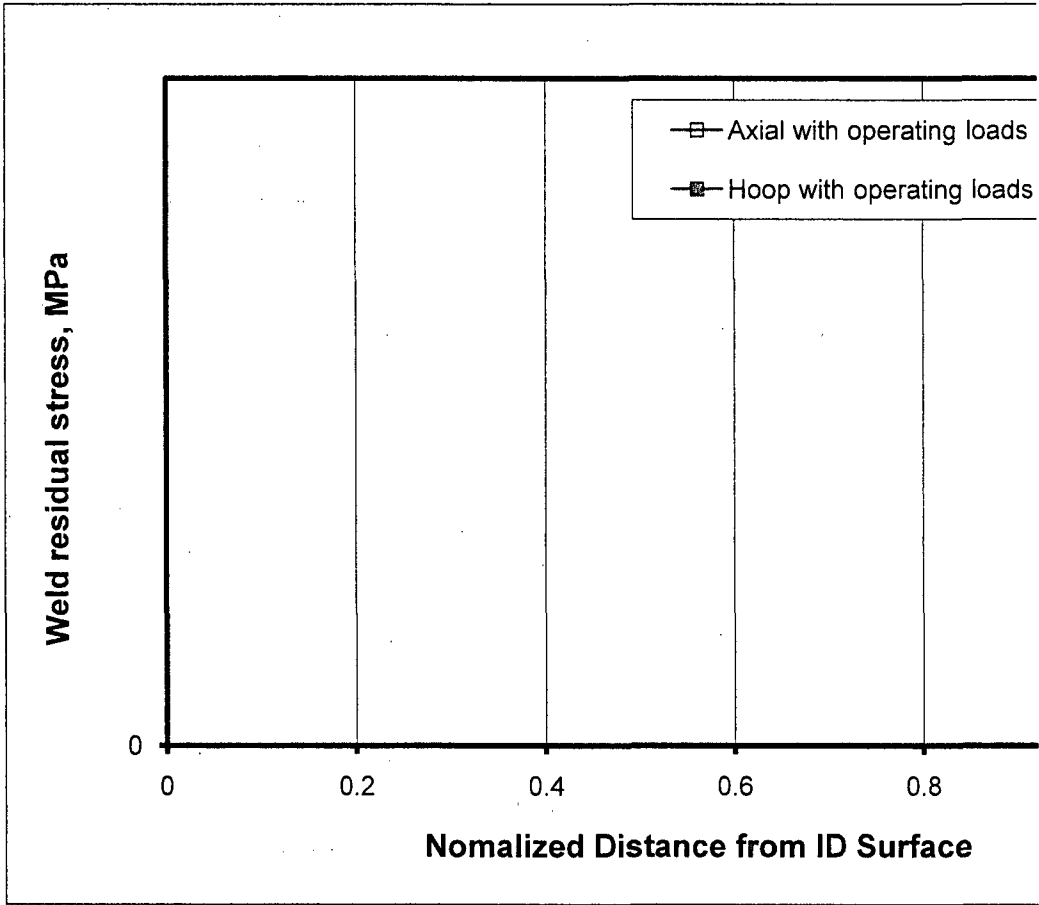 Axial with operating loads
Hoop with operating loads
Weld residual stress, MPa
0
0 0.2 0.4 0.6 0.8
Nomalized Distance from ID Surface